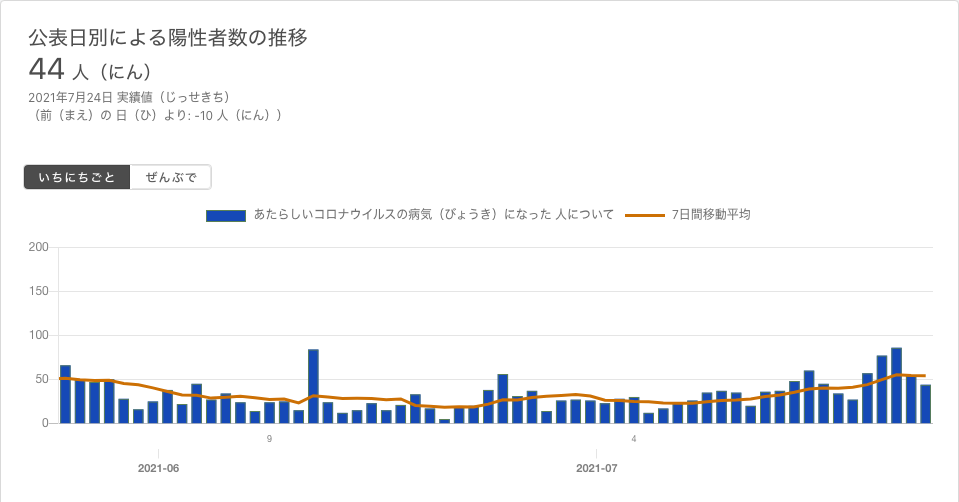 公表日別による陽性者数の推移
44 人（にん）
2021年7月24日 実績値（じっせきち）
（前（まえ）の 日（ひ）より: -10 人（にん））
いちにちごと ぜんぶで
あたらしいコロナウイルスの病気（びょうき）になった 人について 7日間移動平均
200
150
100
50
0
9 4
2021-06 2021-07